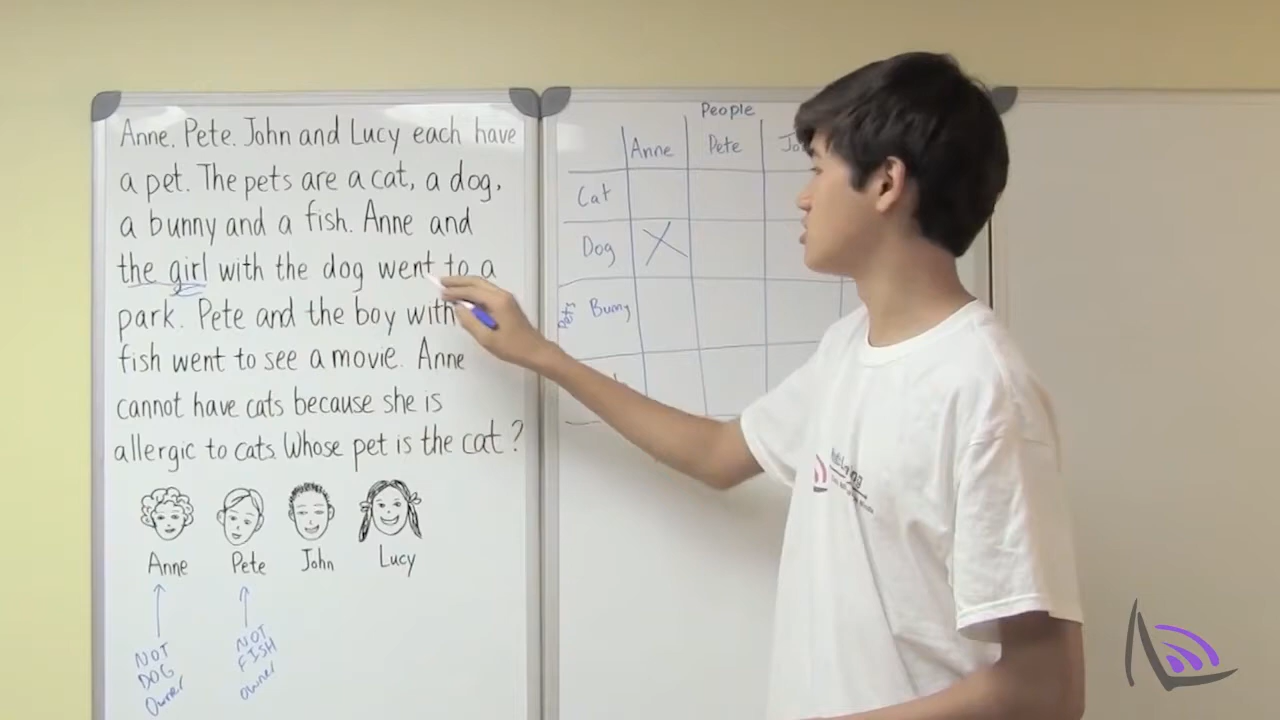 Anne. Pete. John and Lucy each have
a pet. The pets are a cat, a dog,
a bunny and a fish. Anne and
the girl with the dog went to a
park. Pete and the boy with
fish went to see a movie. Anne
cannot have cats because she is
allergic to cats. Whose pet is the cat?
Anne Pete John Lucy
NOT
DOG
Owner
NOT
FISH
owner
People
Anne Pete
Cat
Dog
Pets
Bunny